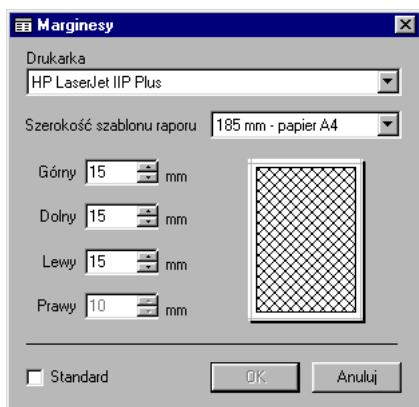 Marginesy
Drukarka
HP LaserJet IIP Plus
Szerokość szablonu raporu 185 mm - papier A4
Górny 15 mm
Dolny 15 mm
Lewy 15 mm
Prawy 10 mm
Standard OK Anuluj